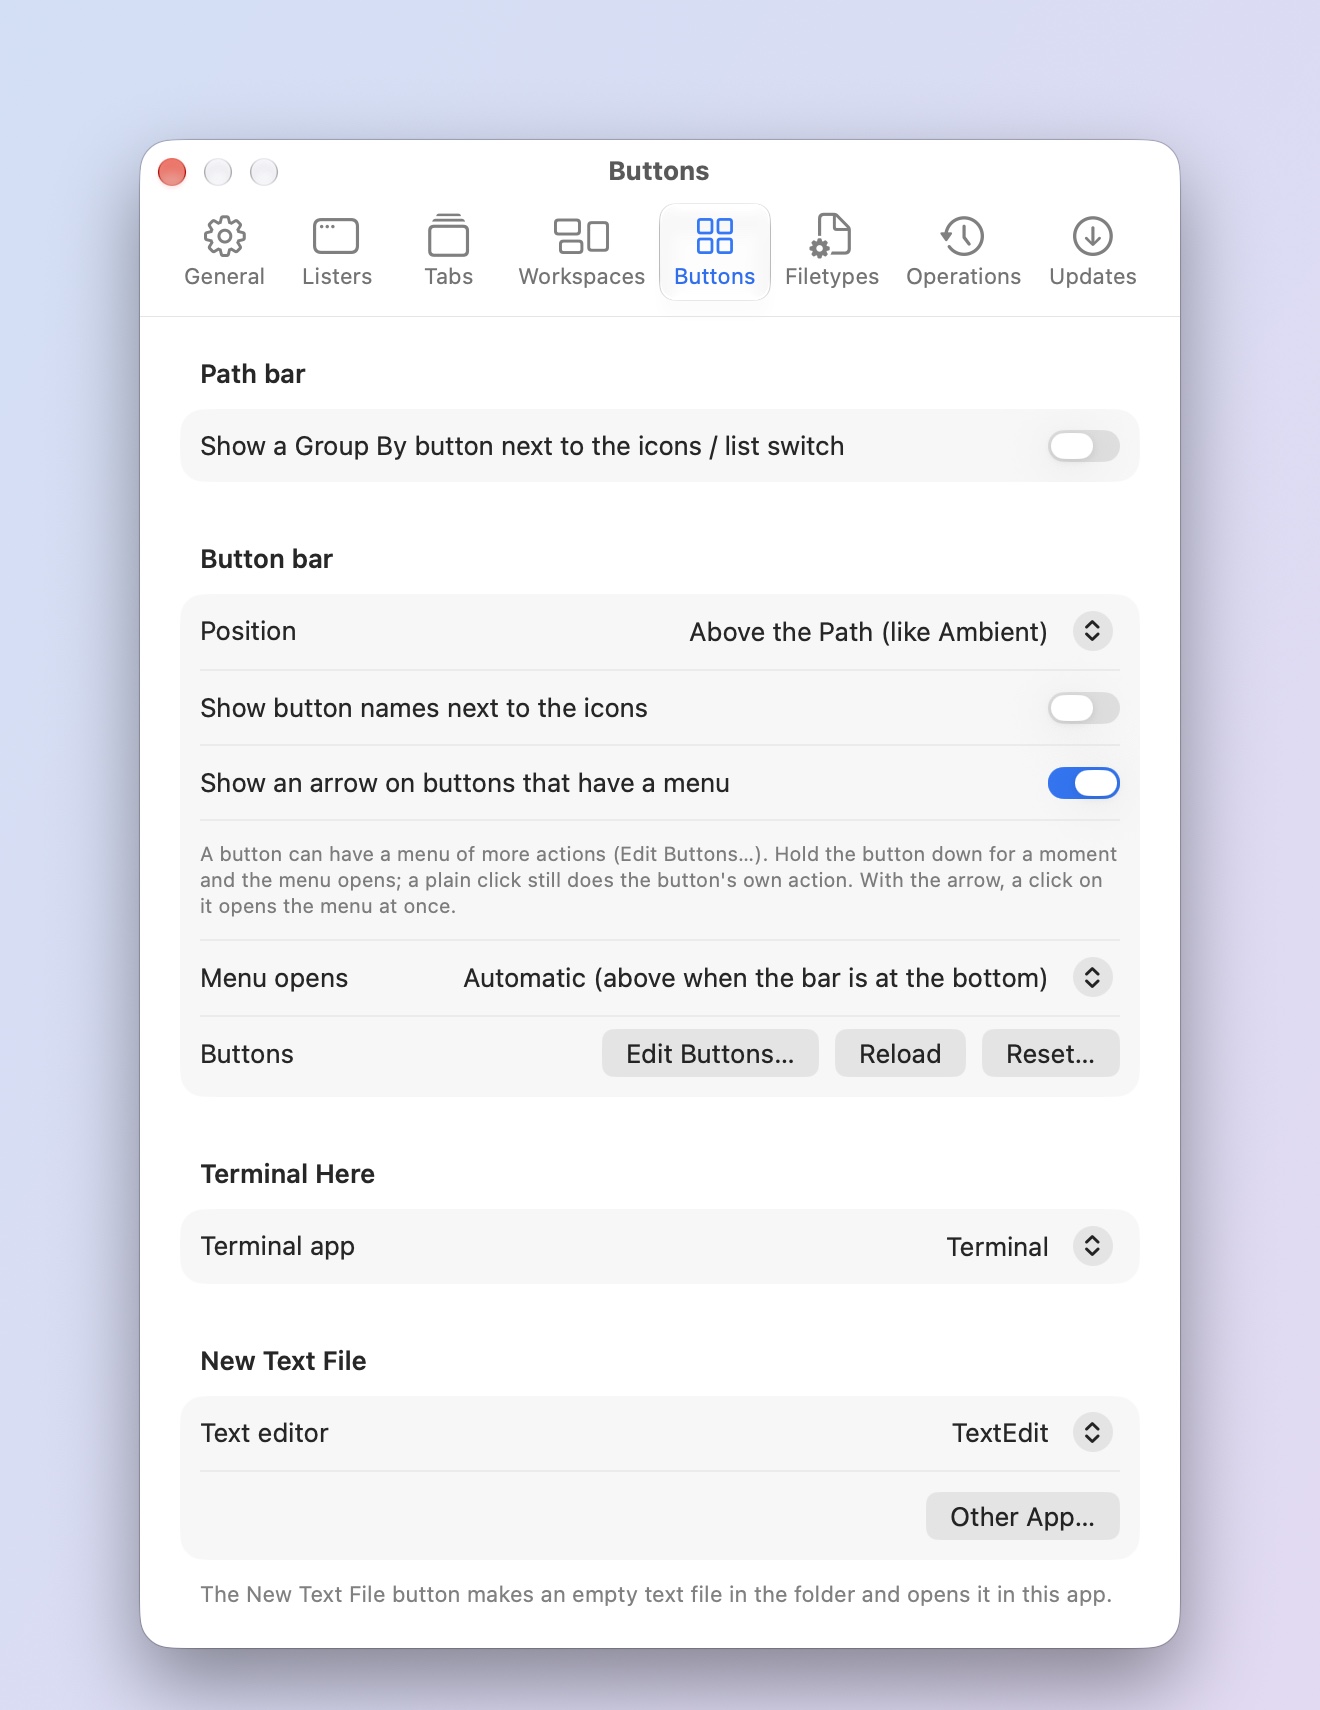 Buttons
General
Listers
Tabs
Workspaces
Buttons
Filetypes
Operations
Updates
Path bar
Show a Group By button next to the icons / list switch
Button bar
Position Above the Path (like Ambient)
Show button names next to the icons
Show an arrow on buttons that have a menu
A button can have a menu of more actions (Edit Buttons...). Hold the button down for a moment
and the menu opens; a plain click still does the button's own action. With the arrow, a click on
it opens the menu at once.
Menu opens Automatic (above when the bar is at the bottom)
Buttons Edit Buttons... Reload Reset...
Terminal Here
Terminal app Terminal
New Text File
Text editor TextEdit
Other App...
The New Text File button makes an empty text file in the folder and opens it in this app.